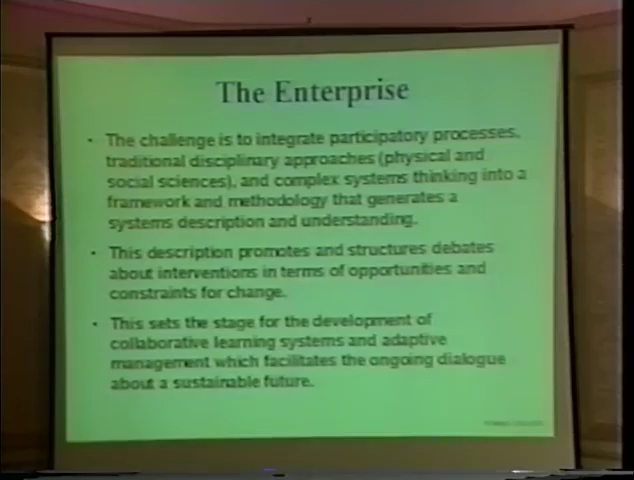 The Enterprise
• The challenge is to integrate participatory processes,
traditional disciplinary approaches (physical and
social sciences), and complex systems thinking into a
framework and methodology that generates a
systems description and understanding.
• This description promotes and structures debates
about interventions in terms of opportunities and
constraints for change.
• This sets the stage for the development of
collaborative learning systems and adaptive
management which facilitates the ongoing dialogue
about a sustainable future.